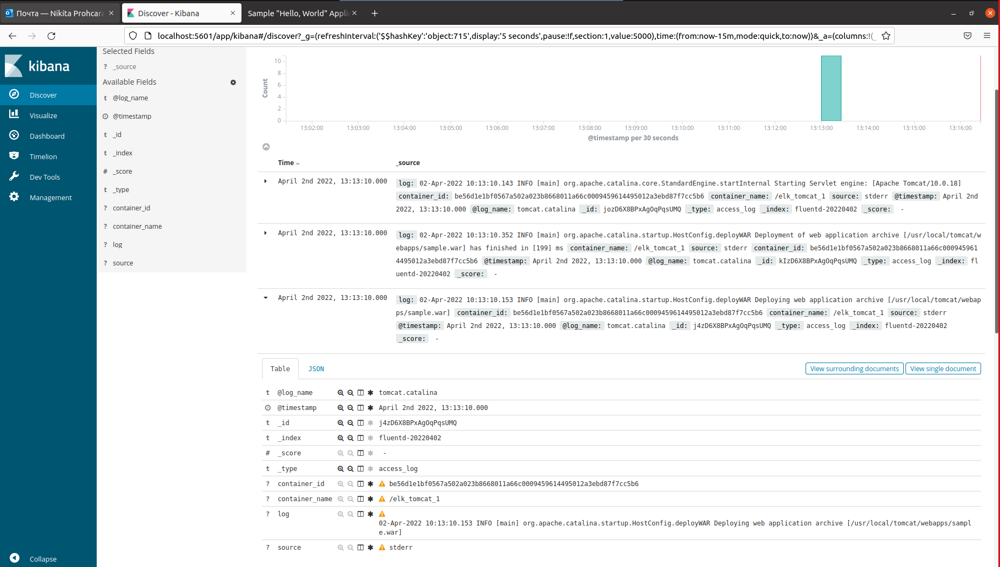 Почта — Nikita Prohcara
Discover - Kibana
Sample "Hello, World" Appli
localhost:5601/app/kibana#/discover?_g=(refreshInterval:('$$hashKey':'object:715',display:'5 seconds',pause:!f,section:1,value:5000),time:(from:now-15m,mode:quick,to:now))&_a=(columns:!(_
kibana
Discover
Visualize
Dashboard
Timelion
Dev Tools
Management
Collapse
Selected Fields
? _source
Available Fields
t @log_name
@timestamp
t _id
t _index
# _score
t _type
? container_id
? container_name
? log
? source
Count
10
8
6
4
2
0
13:02:00 13:03:00 13:04:00 13:05:00 13:06:00 13:07:00 13:08:00 13:09:00 13:10:00 13:11:00 13:12:00 13:13:00 13:14:00 13:15:00 13:16:00
@timestamp per 30 seconds
Time _source
April 2nd 2022, 13:13:10.000 log: 02-Apr-2022 10:13:10.143 INFO [main] org.apache.catalina.core.StandardEngine.startInternal Starting Servlet engine: [Apache Tomcat/10.0.18]
container_id: be56d1e1bf0567a502a023b8668011a66c0009459614495012a3ebd87f7cc5b6 container_name: /elk_tomcat_1 source: stderr @timestamp: April 2nd
2022, 13:13:10.000 @log_name: tomcat.catalina _id: jozD6X8BPxAgOqPqsUMQ _type: access_log _index: fluentd-20220402 _score: -
April 2nd 2022, 13:13:10.000 log: 02-Apr-2022 10:13:10.352 INFO [main] org.apache.catalina.startup.HostConfig.deployWAR Deployment of web application archive [/usr/local/tomcat/w
ebapps/sample.war] has finished in [199] ms container_name: /elk_tomcat_1 source: stderr container_id: be56d1e1bf0567a502a023b8668011a66c000945961
4495012a3ebd87f7cc5b6 @timestamp: April 2nd 2022, 13:13:10.000 @log_name: tomcat.catalina _id: kIzD6X8BPxAgOqPqsUMQ _type: access_log _index: fl
uentd-20220402 _score: -
April 2nd 2022, 13:13:10.000 log: 02-Apr-2022 10:13:10.153 INFO [main] org.apache.catalina.startup.HostConfig.deployWAR Deploying web application archive [/usr/local/tomcat/webap
ps/sample.war] container_id: be56d1e1bf0567a502a023b8668011a66c0009459614495012a3ebd87f7cc5b6 container_name: /elk_tomcat_1 source: stderr
@timestamp: April 2nd 2022, 13:13:10.000 @log_name: tomcat.catalina _id: j4zD6X8BPxAgOqPqsUMQ _type: access_log _index: fluentd-20220402
_score: -
Table JSON View surrounding documents View single document
t @log_name tomcat.catalina
@timestamp April 2nd 2022, 13:13:10.000
t _id j4zD6X8BPxAgOqPqsUMQ
t _index fluentd-20220402
# _score -
t _type access_log
? container_id be56d1e1bf0567a502a023b8668011a66c0009459614495012a3ebd87f7cc5b6
? container_name /elk_tomcat_1
? log
02-Apr-2022 10:13:10.153 INFO [main] org.apache.catalina.startup.HostConfig.deployWAR Deploying web application archive [/usr/local/tomcat/webapps/sampl
e.war]
? source stderr